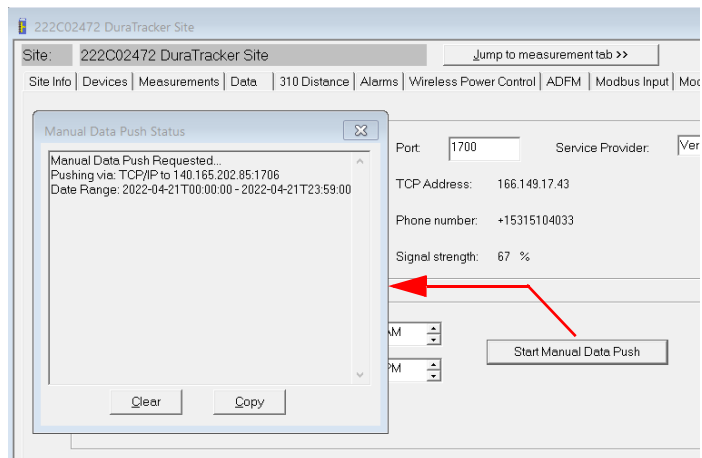 222C02472 DuraTracker Site
Site: 222C02472 DuraTracker Site Jump to measurement tab >>
Site Info Devices Measurements Data 310 Distance Alarms Wireless Power Control ADFM Modbus Input
Manual Data Push Status
Manual Data Push Requested...
Pushing via: TCP/IP to 140.165.202.85:1706
Date Range: 2022-04-21T00:00:00 - 2022-04-21T23:59:00
Clear Copy
Port: 1700 Service Provider:
TCP Address: 166.149.17.43
Phone number: +15315104033
Signal strength: 67 %
AM
Start Manual Data Push
PM